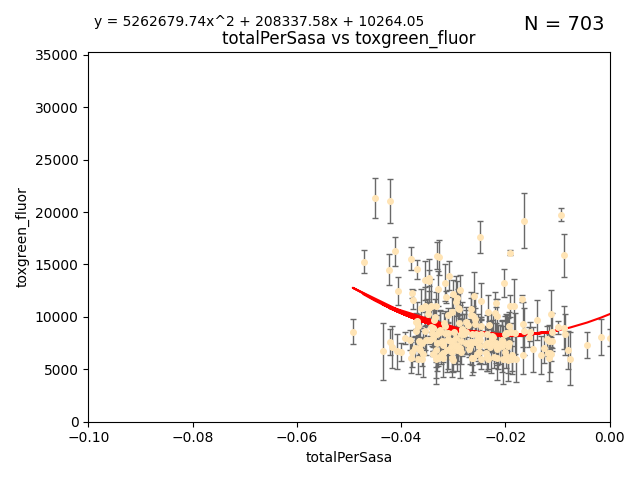 y = 5262679.74x^2 + 208337.58x + 10264.05
N = 703
totalPerSasa vs toxgreen_fluor
35000
30000
25000
20000
15000
10000
5000
0
toxgreen_fluor
−0.10 −0.08 −0.06 −0.04 −0.02 0.00
totalPerSasa